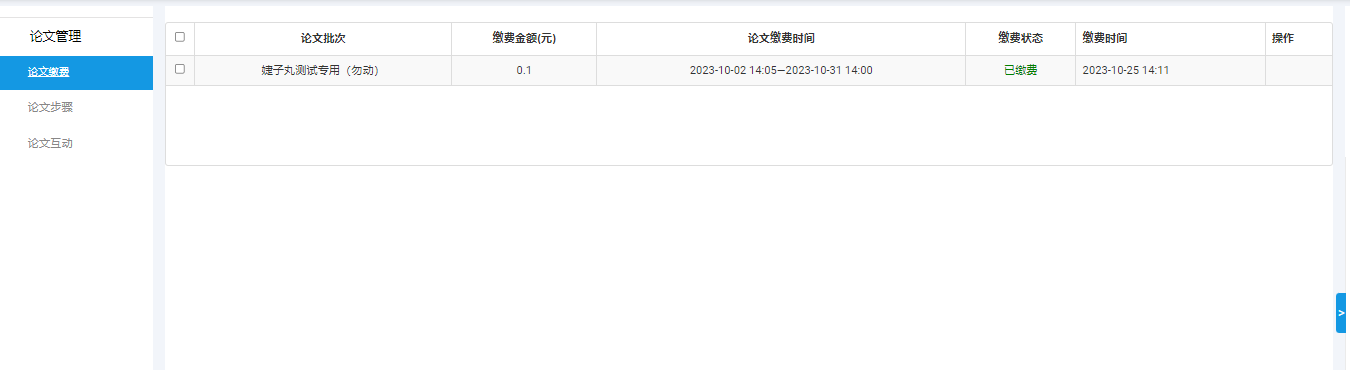 论文管理
论文缴费
论文步骤
论文互动
论文批次 缴费金额(元) 论文缴费时间 缴费状态 缴费时间 操作
婕子丸测试专用（勿动） 0.1 2023-10-02 14:05—2023-10-31 14:00 已缴费 2023-10-25 14:11
>